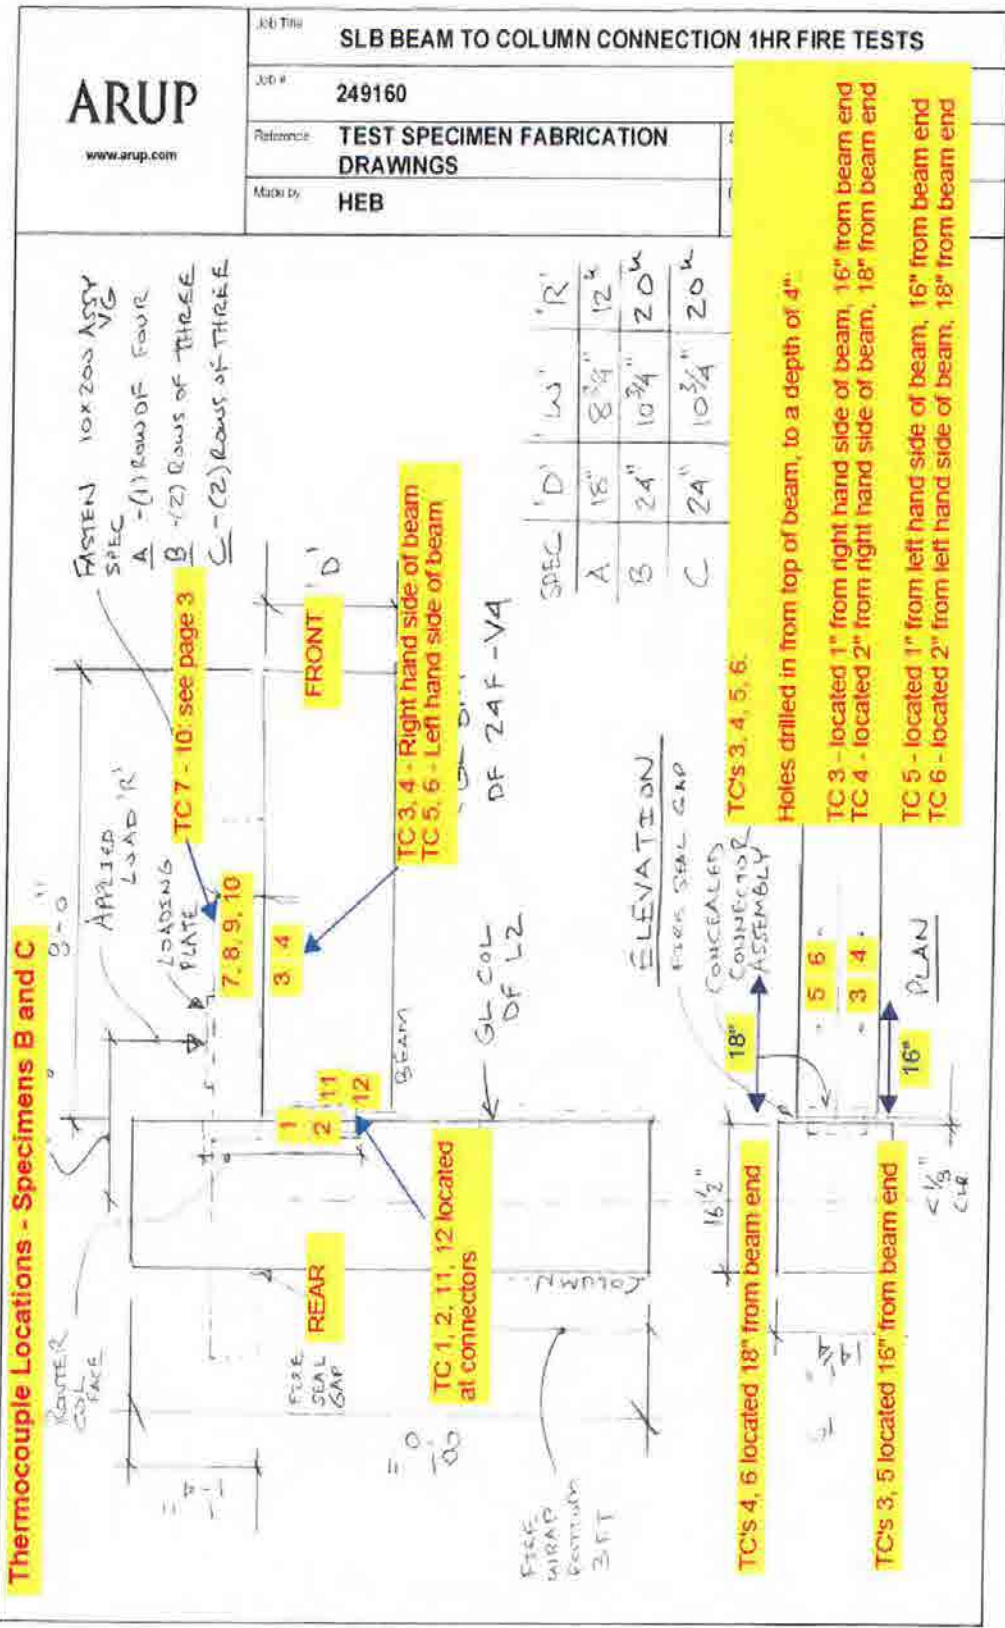 ARUP
www.arup.com
Job Title
SLB BEAM TO COLUMN CONNECTION 1HR FIRE TESTS
Job #
249160
Reference
TEST SPECIMEN FABRICATION
DRAWINGS
Made by
HEB
Thermocouple Locations - Specimens B and C
ROUTER
COL
FACE
APPLIED
LOAD 'R'
LOADING
PLATE
TC 7 - 10: see page 3
FASTEN 10x200 ASSY
VG
SPEC
A - (1) ROW OF FOUR
B - (2) ROWS OF THREE
C - (2) ROWS OF THREE
7, 8, 9, 10
3 4
FRONT
'D'
1
2
11
12
REAR
FIRE
SEAL
GAP
BEAM
TC 3, 4 - Right hand side of beam
TC 5, 6 - Left hand side of beam
DF 24F-V4
TC 1, 2, 11, 12 located
at connectors
GL COL
DF L2
COLUMN
FIRE
WRAP
BOTTOM
3 FT
ELEVATION
SPEC 'D' 'W' 'R'
A 18" 8 3/4" 12k
B 24" 10 3/4" 20k
C 24" 10 3/4" 20k
FIRE SEAL GAP
CONCEALED
CONNECTOR
ASSEMBLY
16 1/2"
18"
TC's 4, 6 located 18" from beam end
5 6
3 4
16"
TC's 3, 5 located 16" from beam end
< 1/8"
CLR
PLAN
TC's 3, 4, 5, 6:
Holes drilled in from top of beam, to a depth of 4":
TC 3 - located 1" from right hand side of beam, 16" from beam end
TC 4 - located 2" from right hand side of beam, 18" from beam end
TC 5 - located 1" from left hand side of beam, 16" from beam end
TC 6 - located 2" from left hand side of beam, 18" from beam end